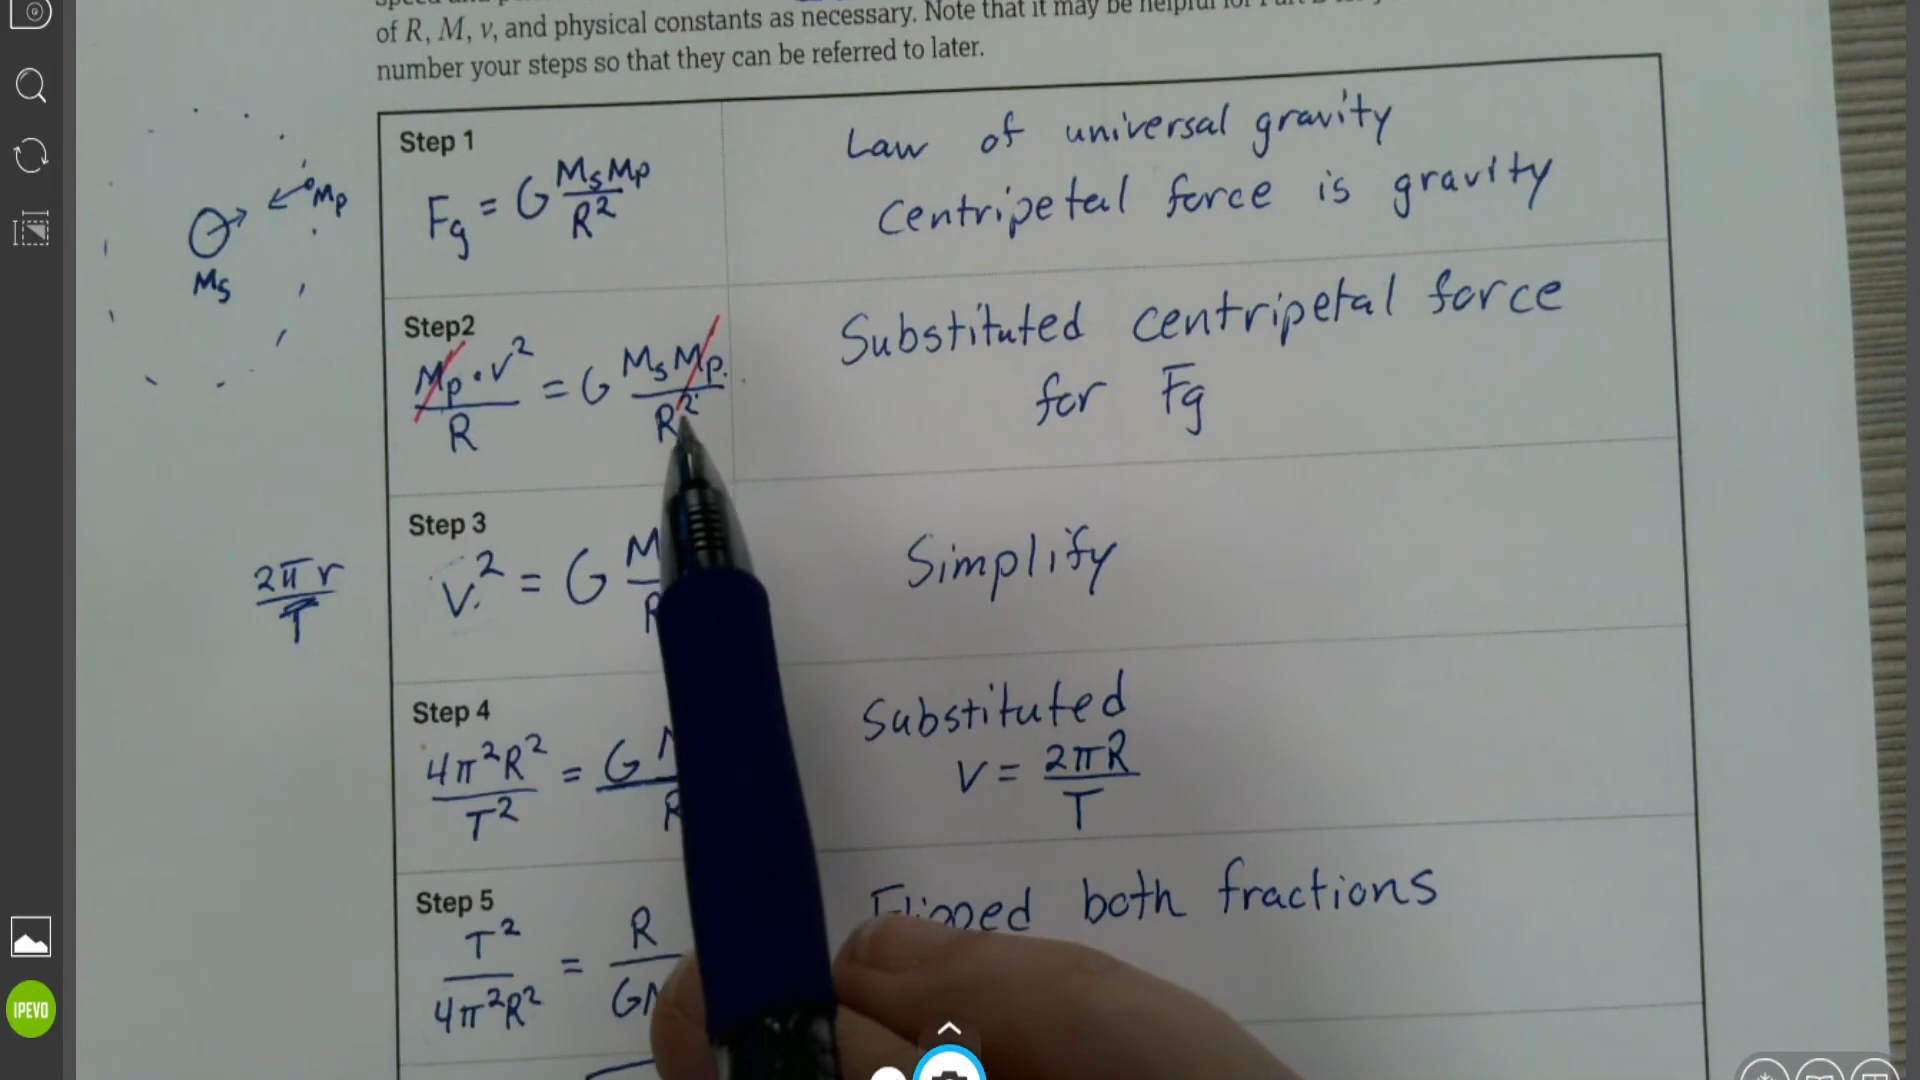 of R, M, v, and physical constants as necessary. Note that it may be helpful for Part
number your steps so that they can be referred to later.
Step 1
Fg = G MsMp / R²
Law of universal gravity
Centripetal force is gravity
Mp
Ms
Step2
Mp · v² / R = G MsMp / R²
Substituted centripetal force
for Fg
Step 3
v² = G M
Simplify
2πr / T
Step 4
4π²R² / T² = G
Substituted
v = 2πR / T
Step 5
T² / 4π²R² = R / G
Flipped both fractions
IPEVO